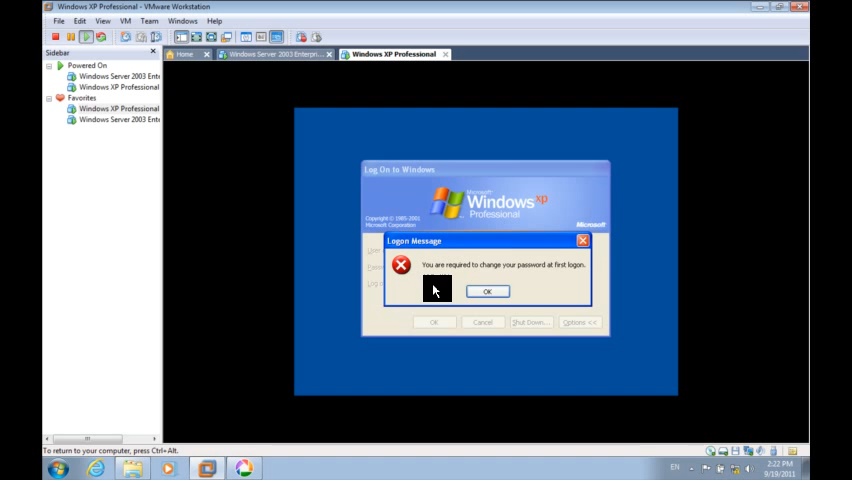 Windows XP Professional - VMware Workstation
File Edit View VM Team Windows Help
Sidebar
Home
Windows Server 2003 Enterpri...
Windows XP Professional
Powered On
Windows Server 2003 Ente
Windows XP Professional
Favorites
Windows XP Professional
Windows Server 2003 Ente
Log On to Windows
Microsoft
Windows xp
Professional
Copyright © 1985-2001
Microsoft Corporation
Microsoft
Logon Message
You are required to change your password at first logon.
OK
OK Cancel Shut Down... Options <<
To return to your computer, press Ctrl+Alt.
EN
2:22 PM
9/19/2011